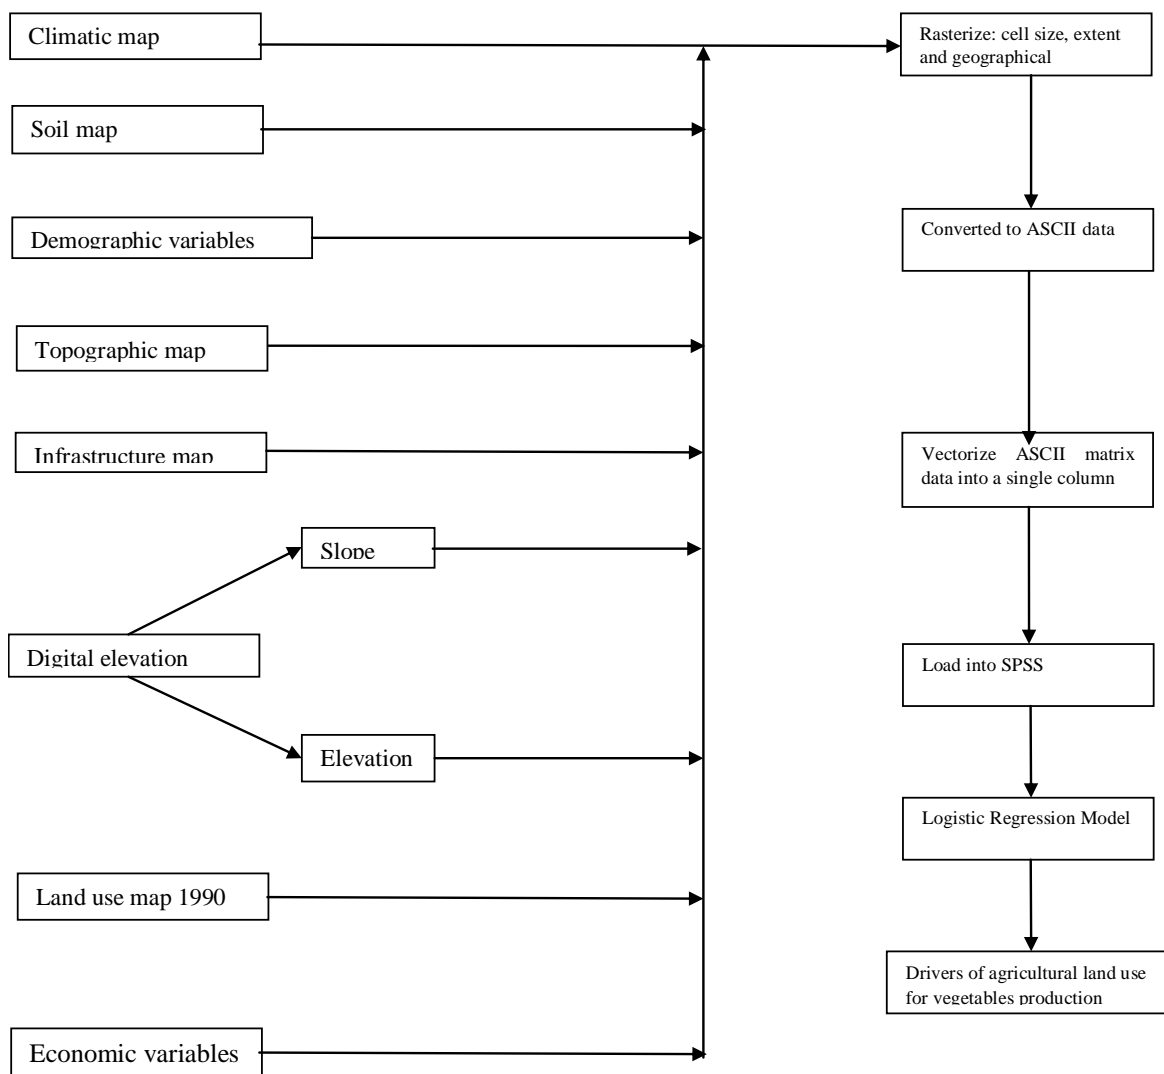 Climatic map
Soil map
Demographic variables
Topographic map
Infrastructure map
Slope
Digital elevation
Elevation
Land use map 1990
Economic variables
Rasterize: cell size, extent
and geographical
Converted to ASCII data
Vectorize ASCII matrix
data into a single column
Load into SPSS
Logistic Regression Model
Drivers of agricultural land use
for vegetables production